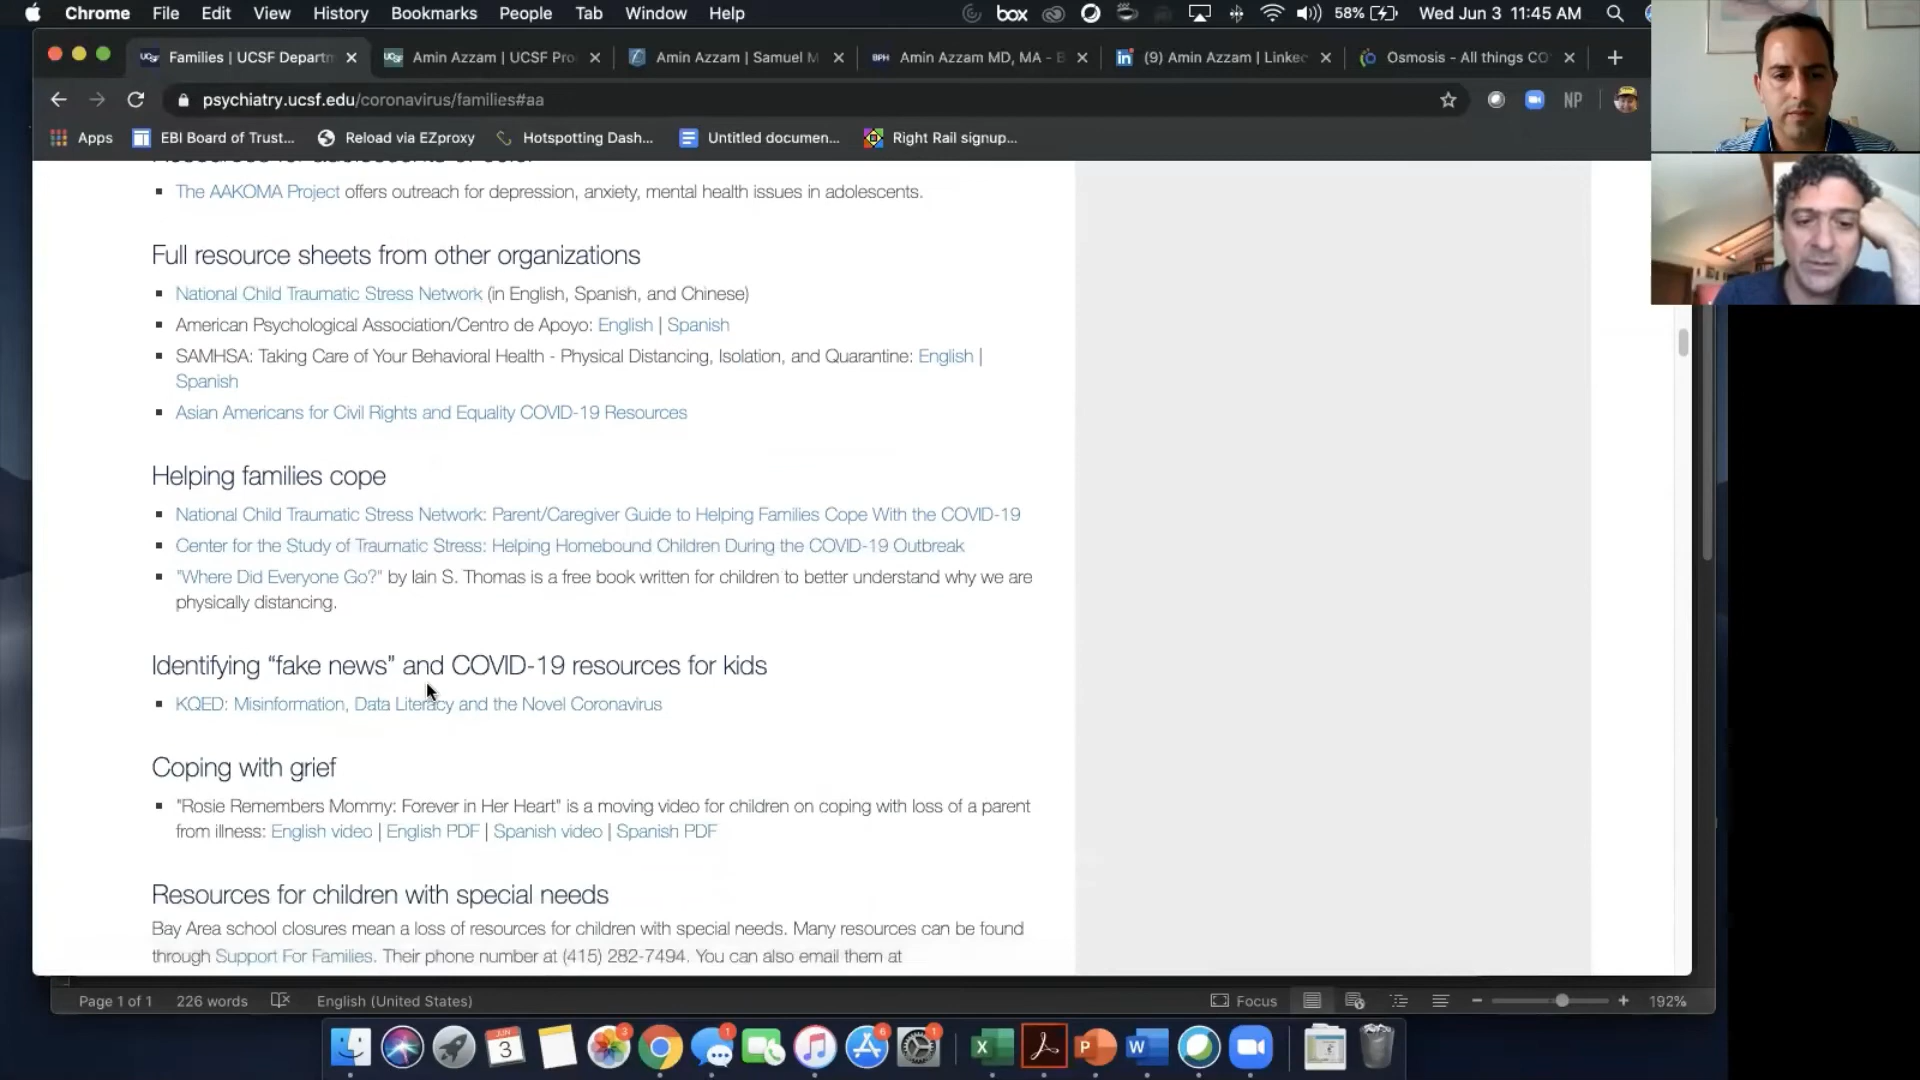 Chrome File Edit View History Bookmarks People Tab Window Help
box 58% Wed Jun 3 11:45 AM
Families | UCSF Departm
Amin Azzam | UCSF Pro
Amin Azzam | Samuel M
BPH Amin Azzam MD, MA - B
in (9) Amin Azzam | Linked
Osmosis - All things CO
psychiatry.ucsf.edu/coronavirus/families#aa
NP
Apps
EBI Board of Trust...
Reload via EZproxy
Hotspotting Dash...
Untitled documen...
Right Rail signup...
The AAKOMA Project offers outreach for depression, anxiety, mental health issues in adolescents.
Full resource sheets from other organizations
National Child Traumatic Stress Network (in English, Spanish, and Chinese)
American Psychological Association/Centro de Apoyo: English | Spanish
SAMHSA: Taking Care of Your Behavioral Health - Physical Distancing, Isolation, and Quarantine: English |
Spanish
Asian Americans for Civil Rights and Equality COVID-19 Resources
Helping families cope
National Child Traumatic Stress Network: Parent/Caregiver Guide to Helping Families Cope With the COVID-19
Center for the Study of Traumatic Stress: Helping Homebound Children During the COVID-19 Outbreak
"Where Did Everyone Go?" by Iain S. Thomas is a free book written for children to better understand why we are
physically distancing.
Identifying “fake news” and COVID-19 resources for kids
KQED: Misinformation, Data Literacy and the Novel Coronavirus
Coping with grief
"Rosie Remembers Mommy: Forever in Her Heart" is a moving video for children on coping with loss of a parent
from illness: English video | English PDF | Spanish video | Spanish PDF
Resources for children with special needs
Bay Area school closures mean a loss of resources for children with special needs. Many resources can be found
through Support For Families. Their phone number at (415) 282-7494. You can also email them at
Page 1 of 1 226 words English (United States) Focus 192%
JUN
3
3 1 6 1
X P W